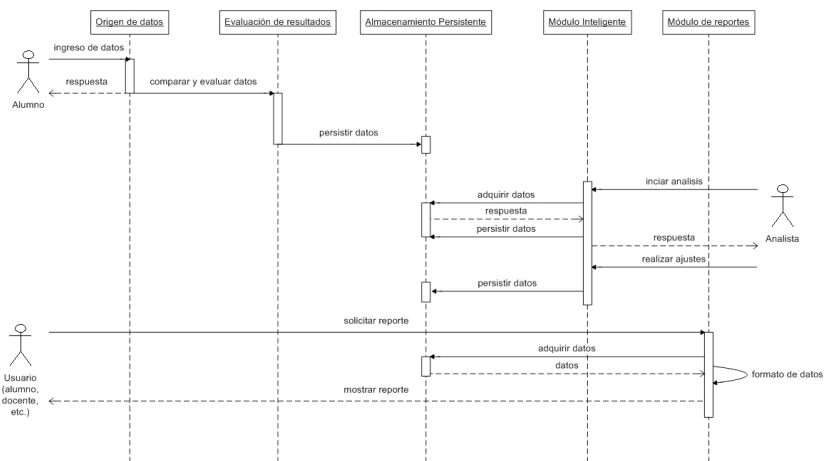 Origen de datos
Evaluación de resultados
Almacenamiento Persistente
Módulo Inteligente
Módulo de reportes
ingreso de datos
respuesta
comparar y evaluar datos
Alumno
persistir datos
inciar analisis
adquirir datos
respuesta
persistir datos
respuesta
Analista
realizar ajustes
persistir datos
solicitar reporte
adquirir datos
datos
formato de datos
Usuario
(alumno,
docente,
etc.)
mostrar reporte